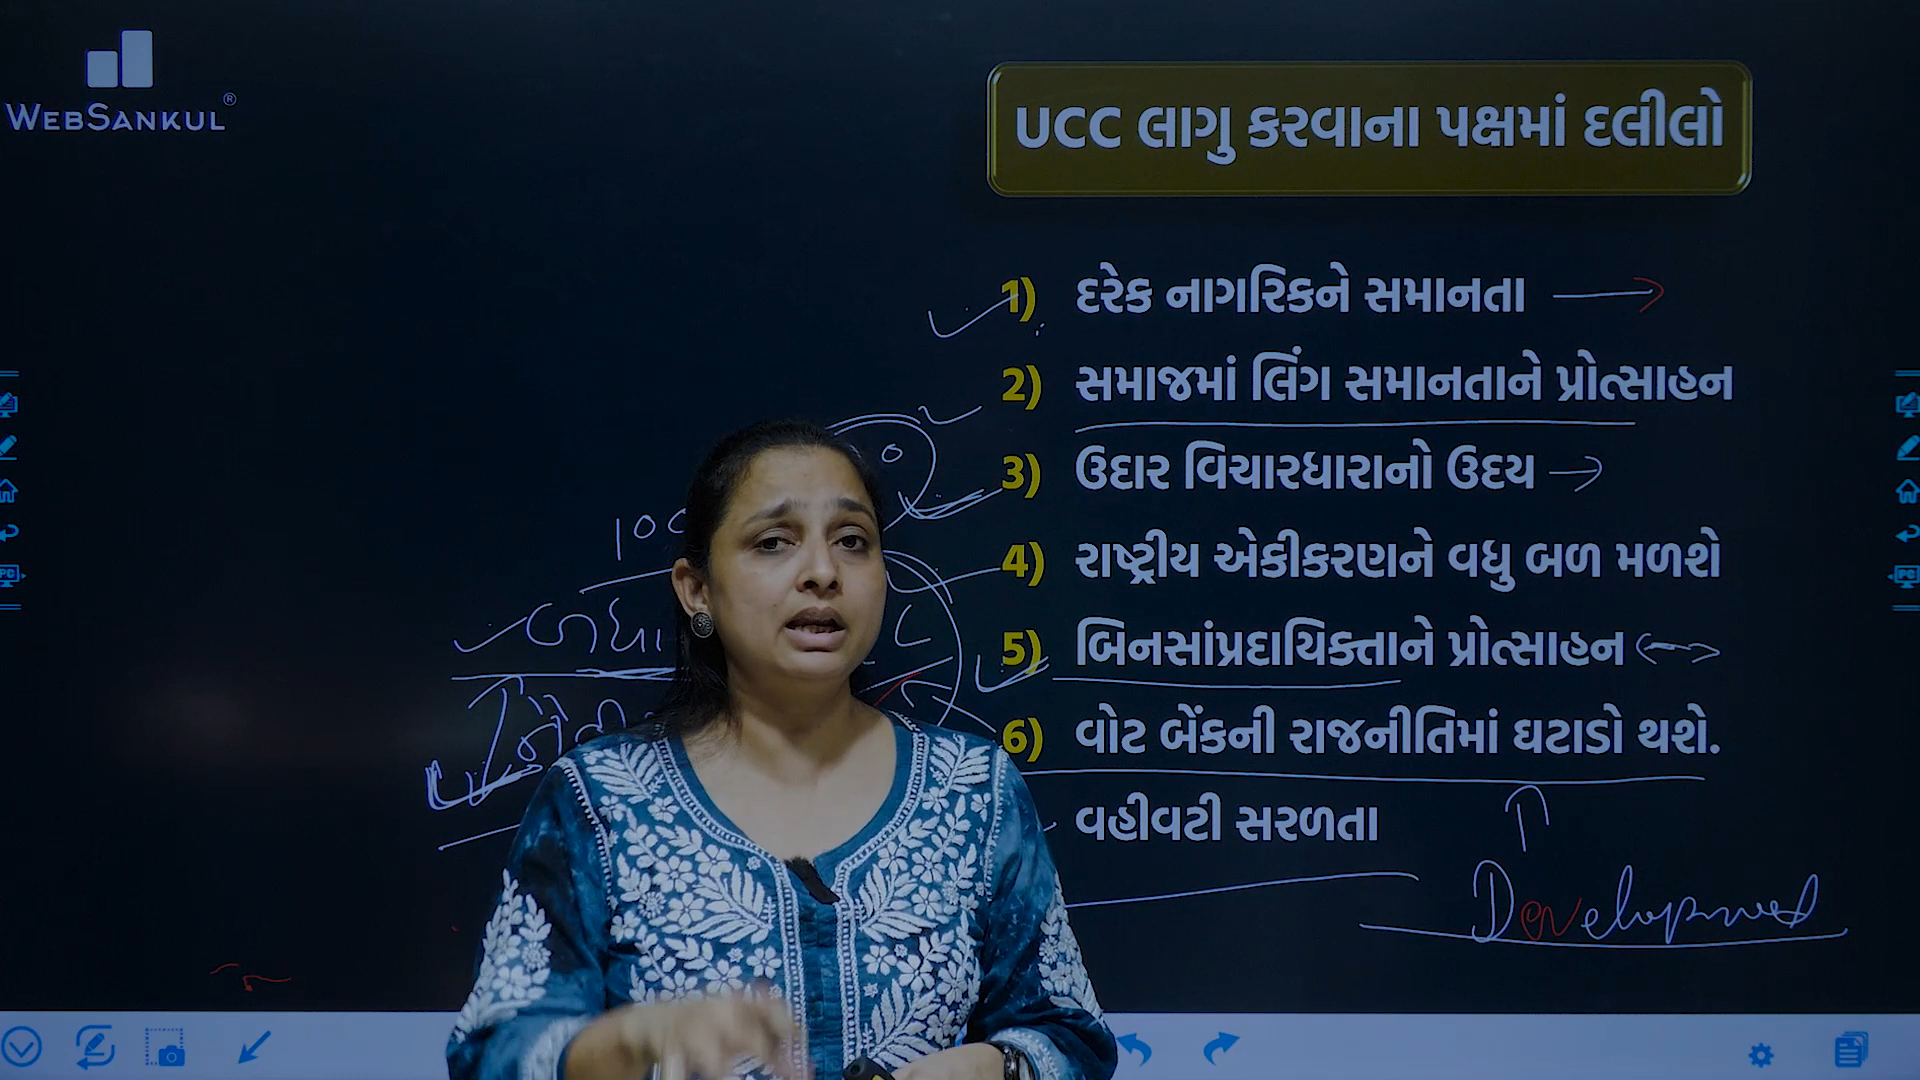 WEBSANKUL®
UCC લાગુ કરવાના પક્ષમાં દલીલો
1) દરેક નાગરિકને સમાનતા
2) સમાજમાં લિંગ સમાનતાને પ્રોત્સાહન
3) ઉદાર વિચારધારાનો ઉદય
4) રાષ્ટ્રીય એકીકરણને વધુ બળ મળશે
5) બિનસાંપ્રદાયિક્તાને પ્રોત્સાહન
6) વોટ બેંકની રાજનીતિમાં ઘટાડો થશે.
વહીવટી સરળતા
Development